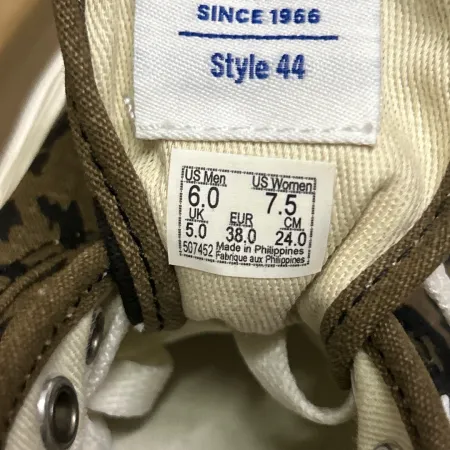 SINCE 1966
Style 44
US Men US Women
6.0 7.5
UK EUR CM
5.0 38.0 24.0
507452 Made in Philippines
Fabrique aux Philippines